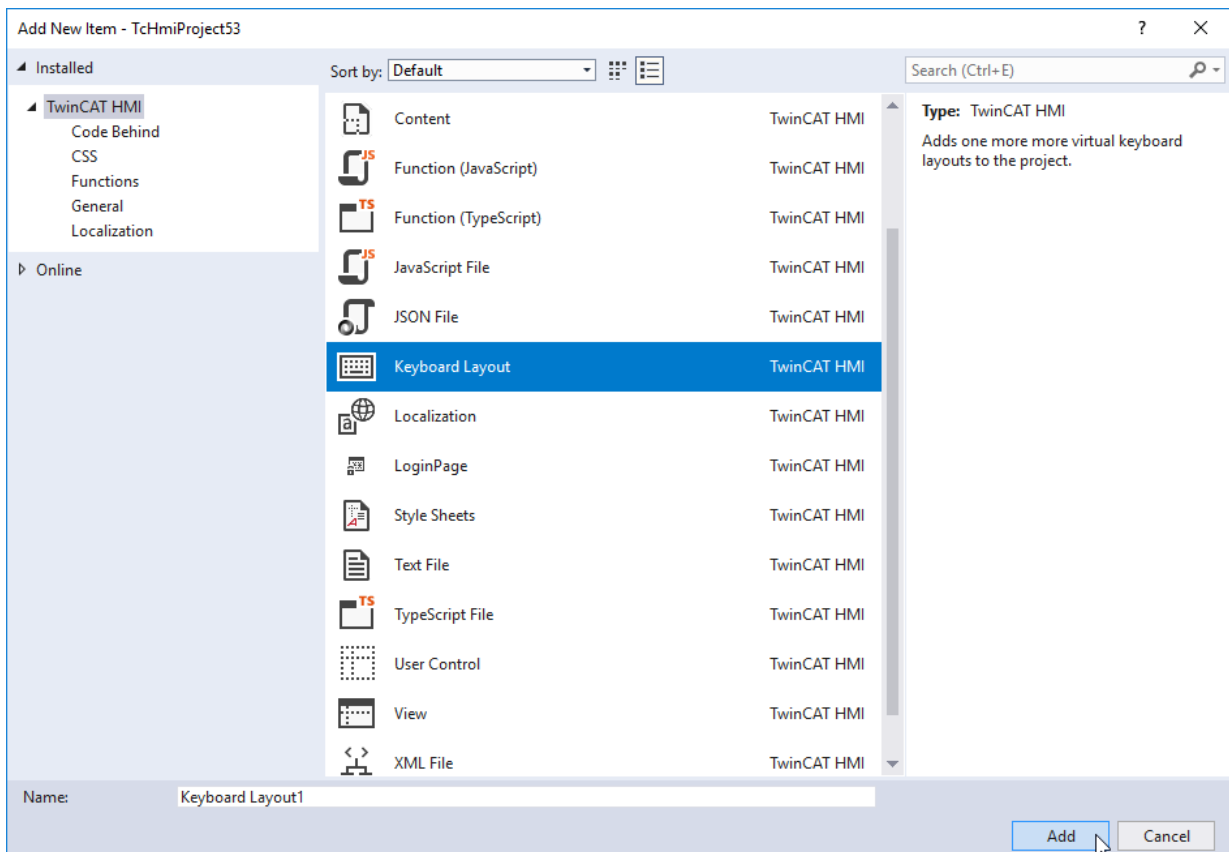 Add New Item - TcHmiProject53
?
Installed
Sort by: Default
Search (Ctrl+E)
TwinCAT HMI
Code Behind
CSS
Functions
General
Localization
Online
Content TwinCAT HMI
JS Function (JavaScript) TwinCAT HMI
TS Function (TypeScript) TwinCAT HMI
JS JavaScript File TwinCAT HMI
JSON File TwinCAT HMI
Keyboard Layout TwinCAT HMI
a Localization TwinCAT HMI
LoginPage TwinCAT HMI
A Style Sheets TwinCAT HMI
Text File TwinCAT HMI
TS TypeScript File TwinCAT HMI
User Control TwinCAT HMI
View TwinCAT HMI
XML File TwinCAT HMI
Type: TwinCAT HMI
Adds one more more virtual keyboard
layouts to the project.
Name: Keyboard Layout1
Add Cancel